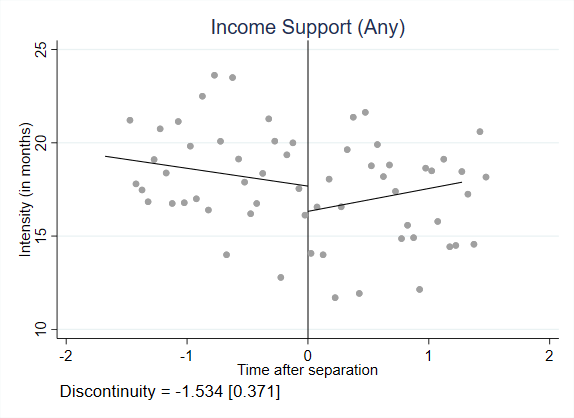 Income Support (Any)
Intensity (in months)
25
20
15
10
-2
-1
0
1
2
Time after separation
Discontinuity = -1.534 [0.371]